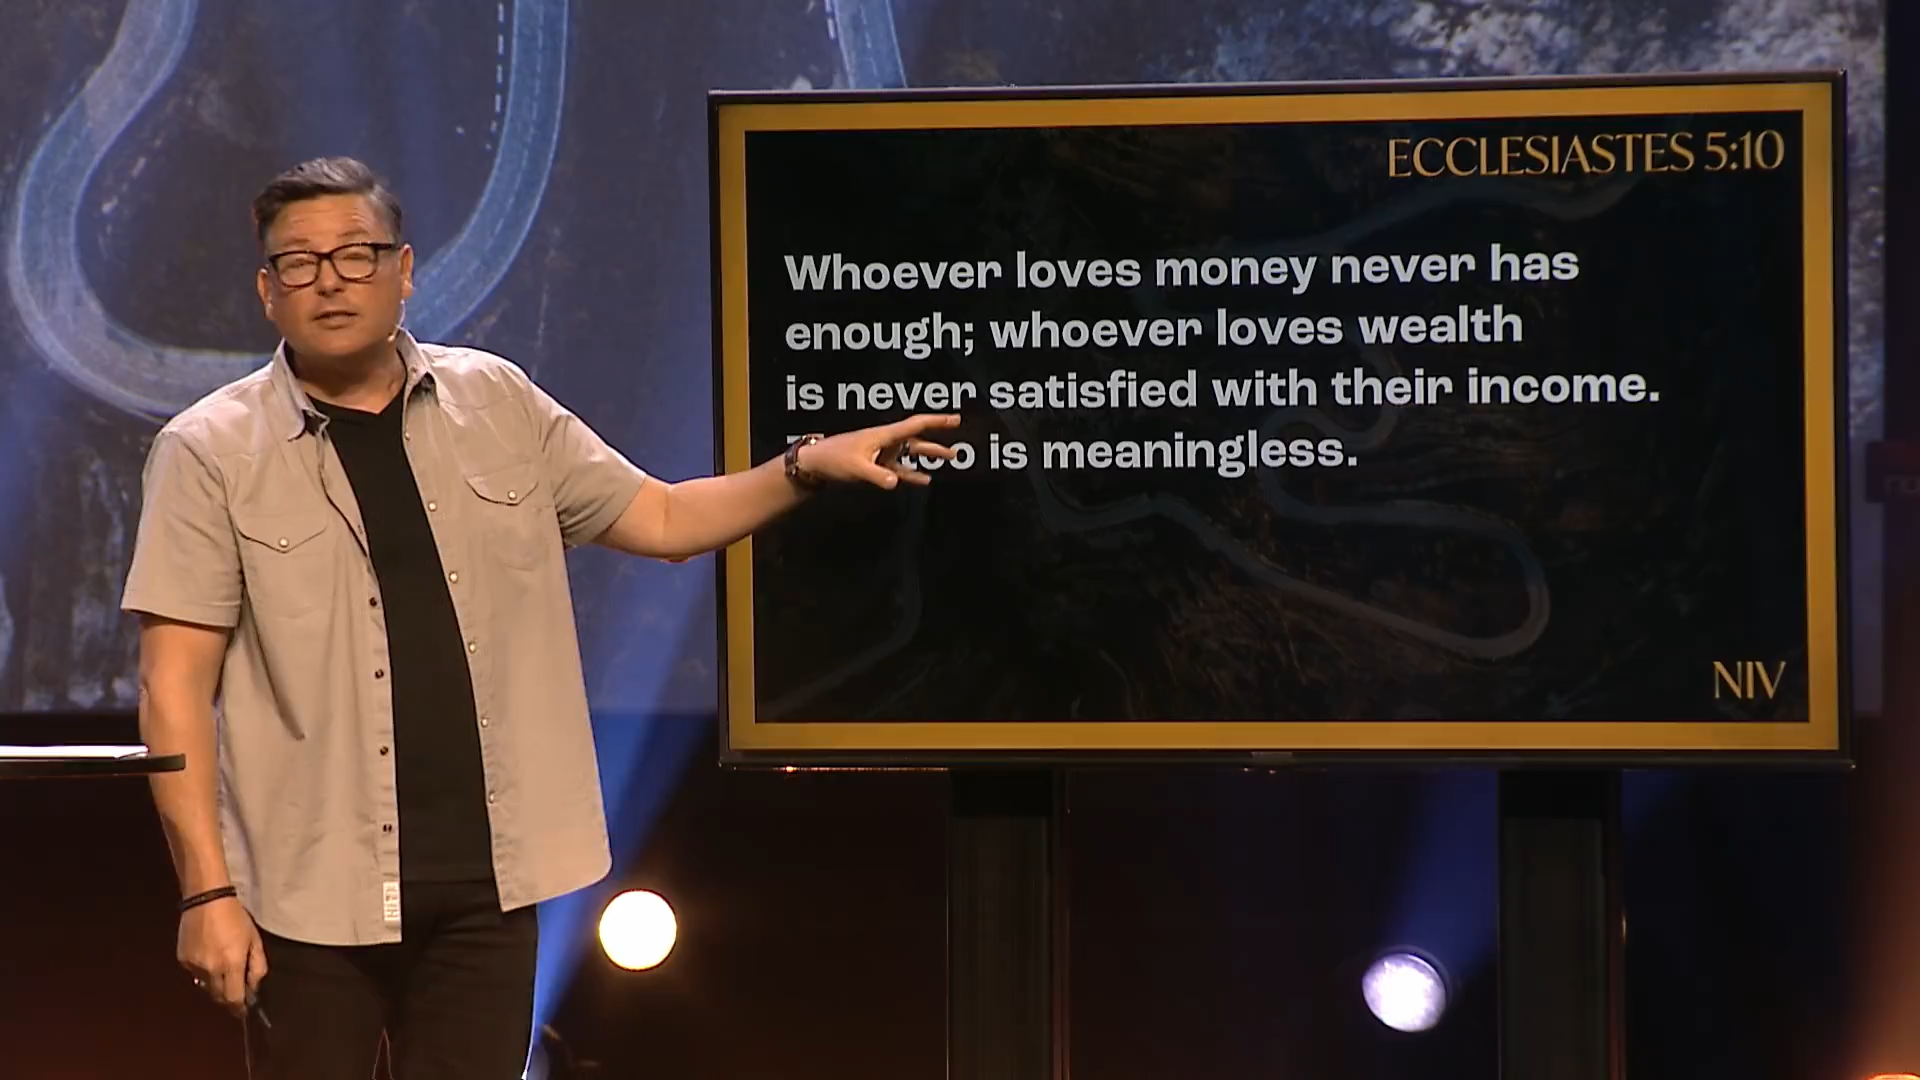 ECCLESIASTES 5:10
Whoever loves money never has
enough; whoever loves wealth
is never satisfied with their income.
too is meaningless.
NIV